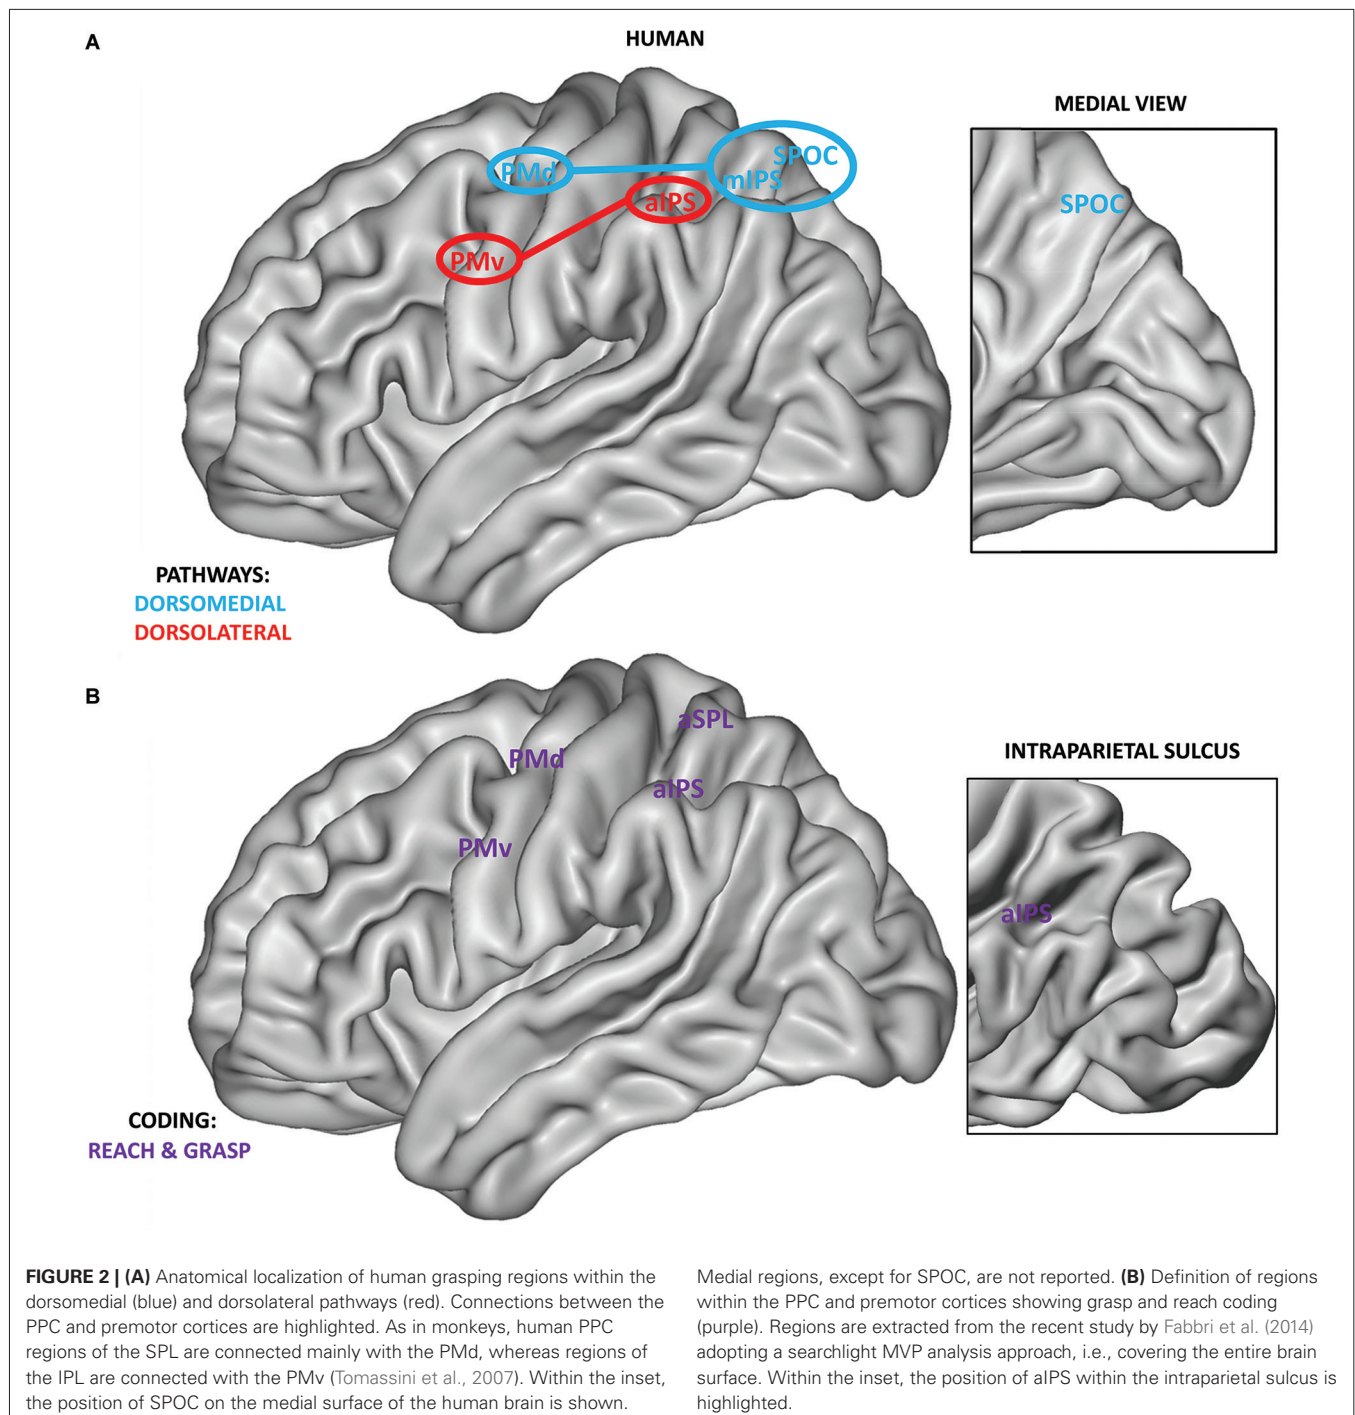 A
HUMAN
MEDIAL VIEW
PMd
SPOC
mIPS
aIPS
PMv
SPOC
PATHWAYS:
DORSOMEDIAL
DORSOLATERAL
B
aSPL
PMd
aIPS
PMv
INTRAPARIETAL SULCUS
aIPS
CODING:
REACH & GRASP
FIGURE 2 | (A) Anatomical localization of human grasping regions within the
dorsomedial (blue) and dorsolateral pathways (red). Connections between the
PPC and premotor cortices are highlighted. As in monkeys, human PPC
regions of the SPL are connected mainly with the PMd, whereas regions of
the IPL are connected with the PMv (Tomassini et al., 2007). Within the inset,
the position of SPOC on the medial surface of the human brain is shown.
Medial regions, except for SPOC, are not reported. (B) Definition of regions
within the PPC and premotor cortices showing grasp and reach coding
(purple). Regions are extracted from the recent study by Fabbri et al. (2014)
adopting a searchlight MVP analysis approach, i.e., covering the entire brain
surface. Within the inset, the position of aIPS within the intraparietal sulcus is
highlighted.